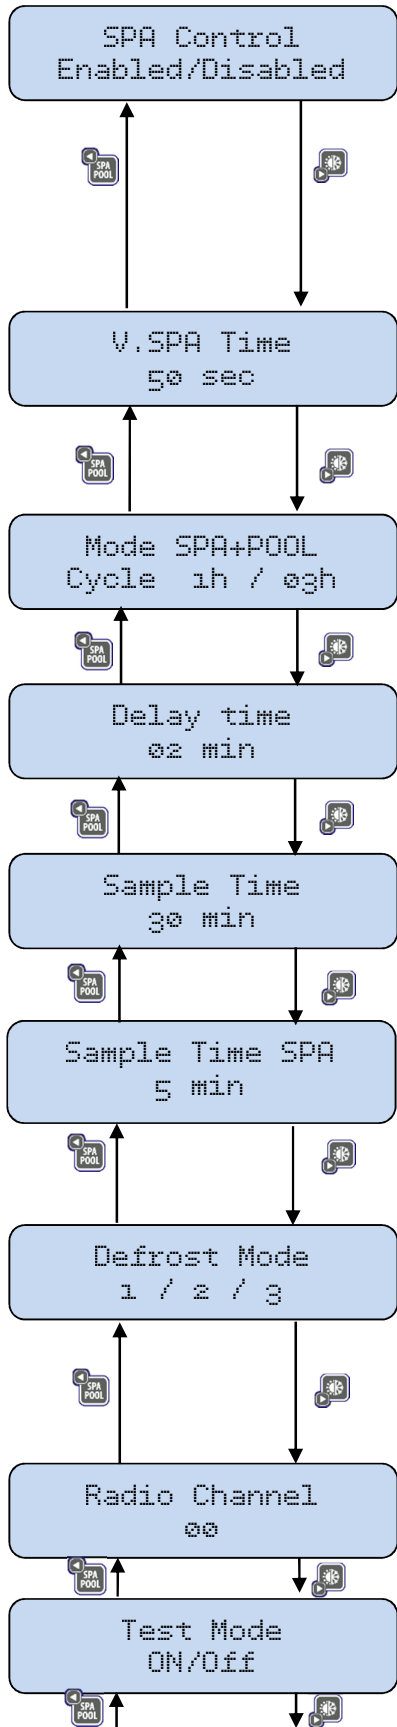 SPA Control
Enabled/Disabled
SPA
POOL
V.SPA Time
50 sec
SPA
POOL
Mode SPA+POOL
Cycle 1h / 03h
SPA
POOL
Delay time
02 min
SPA
POOL
Sample Time
30 min
SPA
POOL
Sample Time SPA
5 min
SPA
POOL
Defrost Mode
1 / 2 / 3
SPA
POOL
Radio Channel
00
SPA
POOL
Test Mode
ON/Off
SPA
POOL